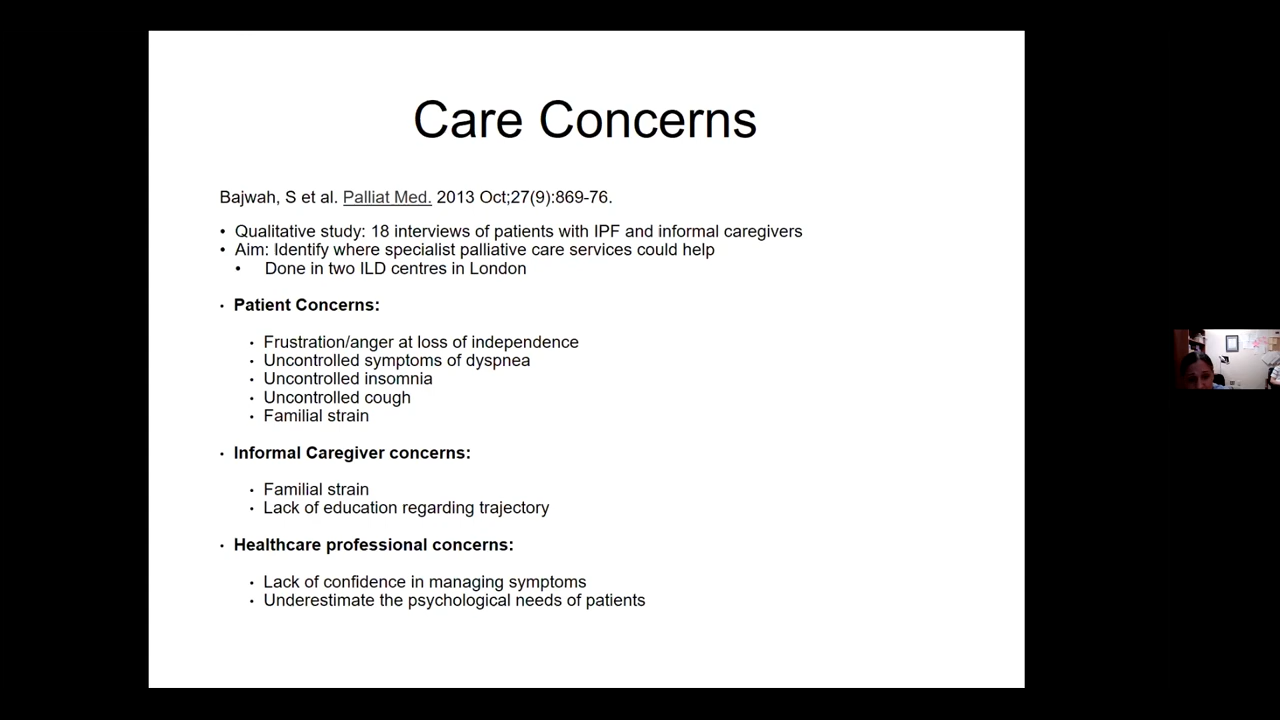 Care Concerns
Bajwah, S et al. Palliat Med. 2013 Oct;27(9):869-76.
• Qualitative study: 18 interviews of patients with IPF and informal caregivers
• Aim: Identify where specialist palliative care services could help
• Done in two ILD centres in London
• Patient Concerns:
• Frustration/anger at loss of independence
• Uncontrolled symptoms of dyspnea
• Uncontrolled insomnia
• Uncontrolled cough
• Familial strain
• Informal Caregiver concerns:
• Familial strain
• Lack of education regarding trajectory
• Healthcare professional concerns:
• Lack of confidence in managing symptoms
• Underestimate the psychological needs of patients